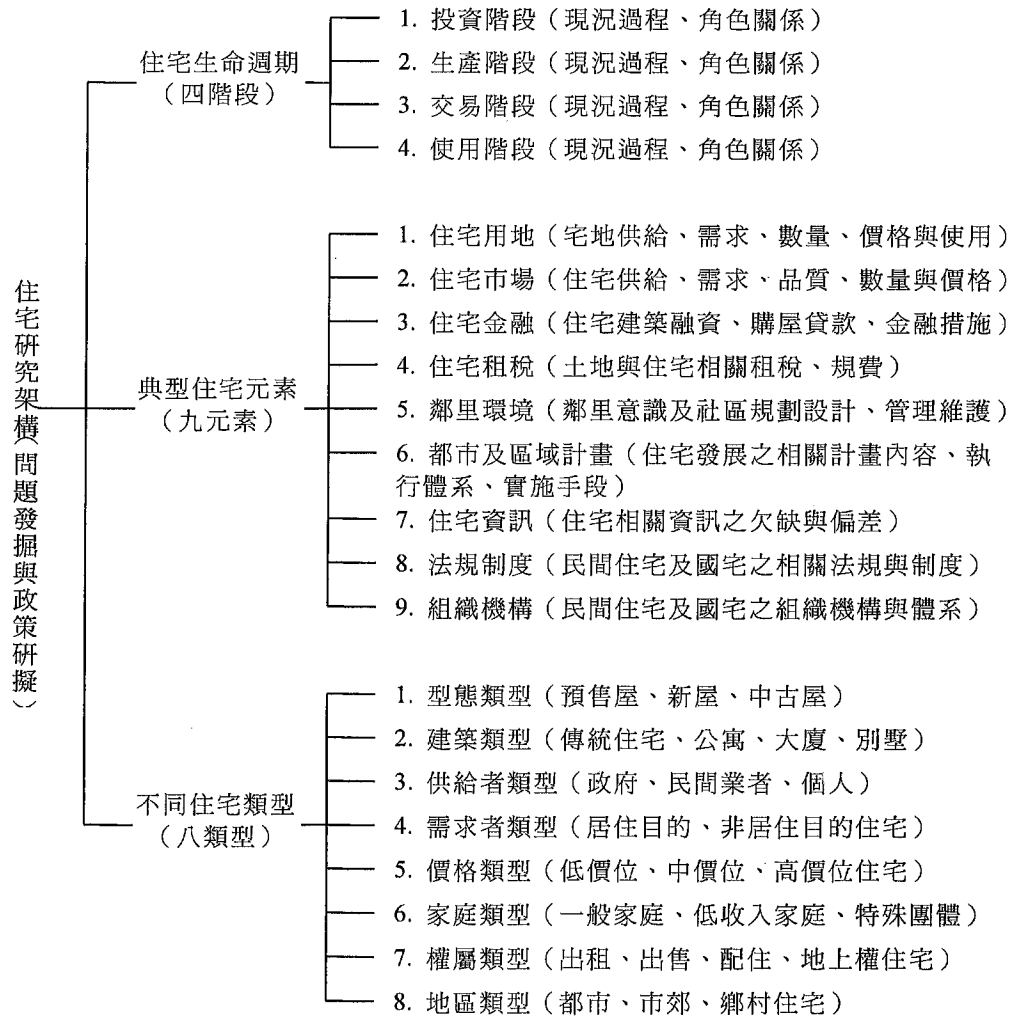 住宅研究架構（問題發掘與政策研擬）
住宅生命週期
（四階段）
1. 投資階段（現況過程、角色關係）
2. 生產階段（現況過程、角色關係）
3. 交易階段（現況過程、角色關係）
4. 使用階段（現況過程、角色關係）
典型住宅元素
（九元素）
1. 住宅用地（宅地供給、需求、數量、價格與使用）
2. 住宅市場（住宅供給、需求、品質、數量與價格）
3. 住宅金融（住宅建築融資、購屋貸款、金融措施）
4. 住宅租稅（土地與住宅相關租稅、規費）
5. 鄰里環境（鄰里意識及社區規劃設計、管理維護）
6. 都市及區域計畫（住宅發展之相關計畫內容、執
行體系、實施手段）
7. 住宅資訊（住宅相關資訊之欠缺與偏差）
8. 法規制度（民間住宅及國宅之相關法規與制度）
9. 組織機構（民間住宅及國宅之組織機構與體系）
不同住宅類型
（八類型）
1. 型態類型（預售屋、新屋、中古屋）
2. 建築類型（傳統住宅、公寓、大廈、別墅）
3. 供給者類型（政府、民間業者、個人）
4. 需求者類型（居住目的、非居住目的住宅）
5. 價格類型（低價位、中價位、高價位住宅）
6. 家庭類型（一般家庭、低收入家庭、特殊團體）
7. 權屬類型（出租、出售、配住、地上權住宅）
8. 地區類型（都市、市郊、鄉村住宅）